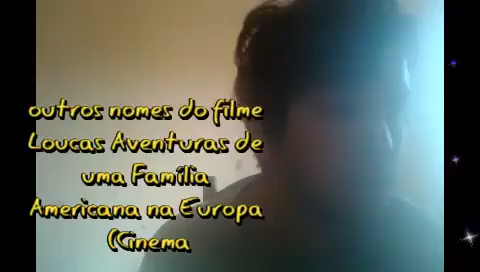 outros nomes do filme
Loucas Aventuras de
uma Família
Americana na Europa
(Cinema